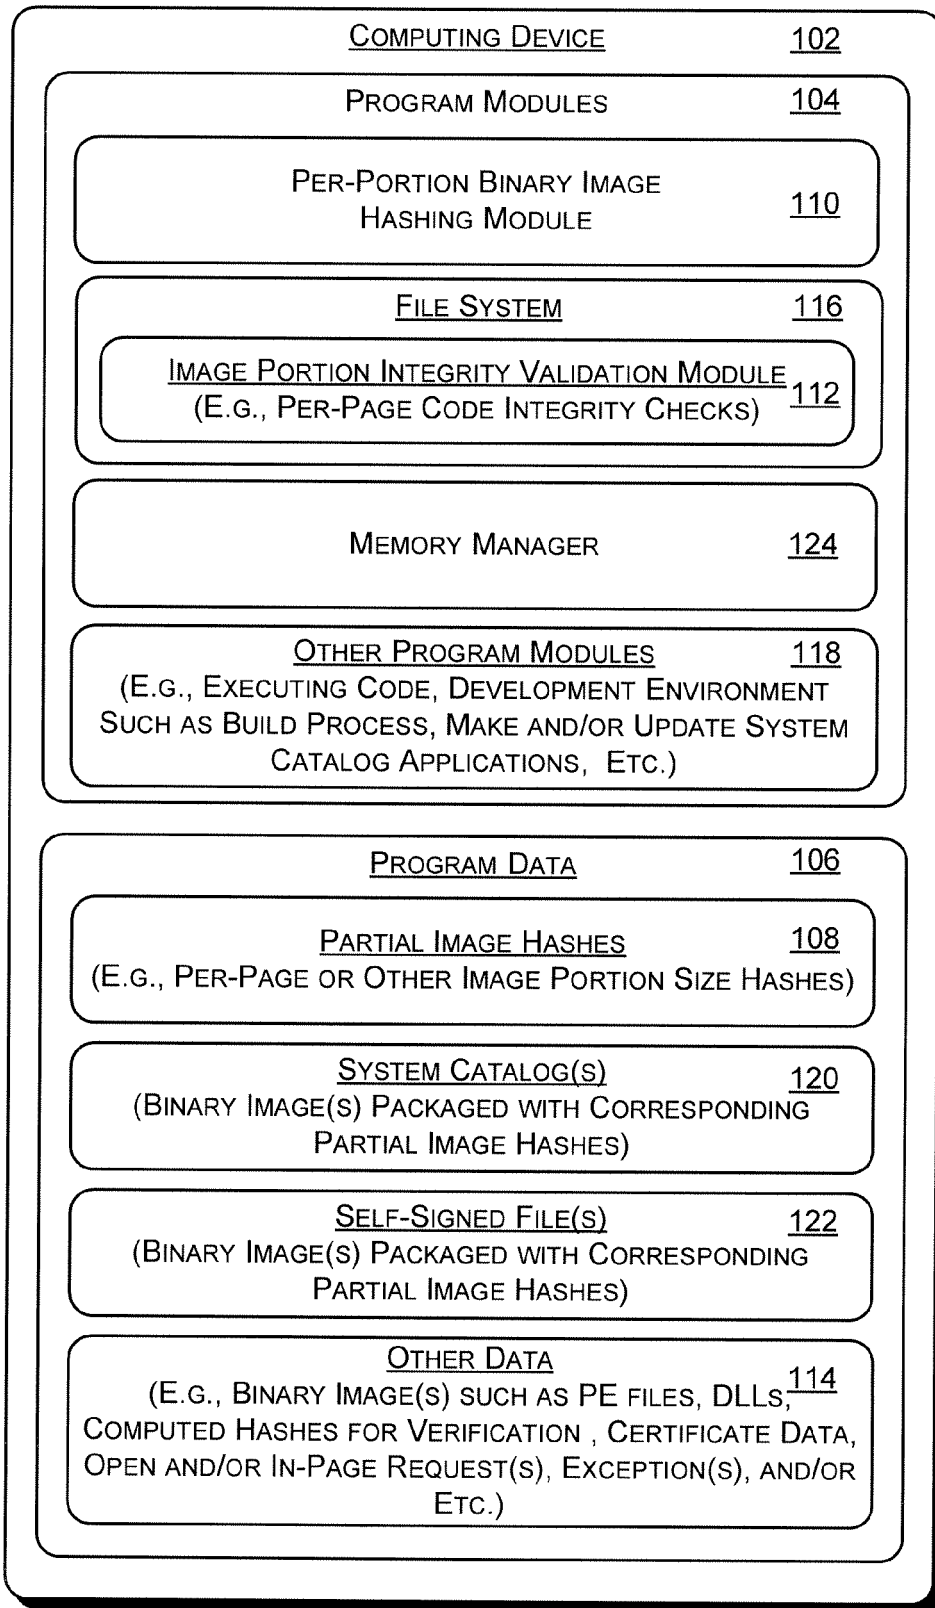 COMPUTING DEVICE 102
PROGRAM MODULES 104
PER-PORTION BINARY IMAGE
HASHING MODULE 110
FILE SYSTEM 116
IMAGE PORTION INTEGRITY VALIDATION MODULE 112
(E.G., PER-PAGE CODE INTEGRITY CHECKS)
MEMORY MANAGER 124
OTHER PROGRAM MODULES 118
(E.G., EXECUTING CODE, DEVELOPMENT ENVIRONMENT
SUCH AS BUILD PROCESS, MAKE AND/OR UPDATE SYSTEM
CATALOG APPLICATIONS, ETC.)
PROGRAM DATA 106
PARTIAL IMAGE HASHES 108
(E.G., PER-PAGE OR OTHER IMAGE PORTION SIZE HASHES)
SYSTEM CATALOG(S) 120
(BINARY IMAGE(S) PACKAGED WITH CORRESPONDING
PARTIAL IMAGE HASHES)
SELF-SIGNED FILE(S) 122
(BINARY IMAGE(S) PACKAGED WITH CORRESPONDING
PARTIAL IMAGE HASHES)
OTHER DATA 114
(E.G., BINARY IMAGE(S) SUCH AS PE FILES, DLLS,
COMPUTED HASHES FOR VERIFICATION , CERTIFICATE DATA,
OPEN AND/OR IN-PAGE REQUEST(S), EXCEPTION(S), AND/OR
ETC.)